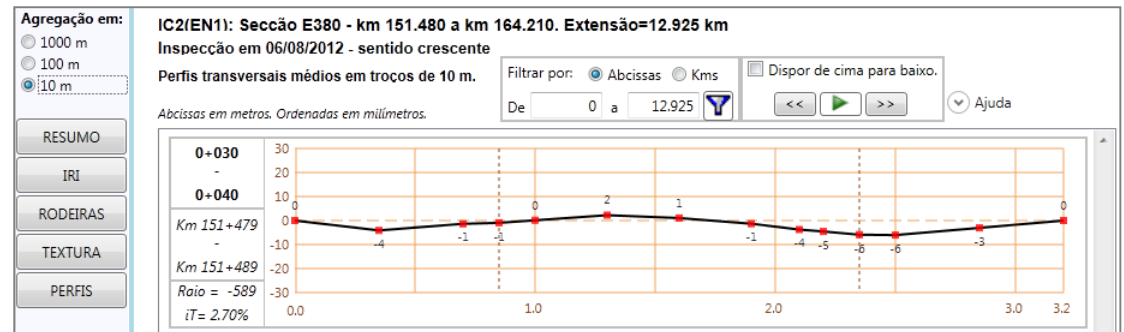 Agregação em:
1000 m
100 m
10 m
RESUMO
IRI
RODEIRAS
TEXTURA
PERFIS
IC2(EN1): Secção E380 - km 151.480 a km 164.210. Extensão=12.925 km
Inspecção em 06/08/2012 - sentido crescente
Perfis transversais médios em troços de 10 m.
Abcissas em metros. Ordenadas em milímetros.
Filtrar por: Abcissas Kms
De 0 a 12.925
Dispor de cima para baixo.
<< >>
Ajuda
0+030
-
0+040
Km 151+479
-
Km 151+489
Raio = -589
iT= 2.70%
30
20
10
0
-10
-20
-30
0 -4 -1 -1 0 2 1 -1 -4 -5 -6 -6 -3 0
0.0 1.0 2.0 3.0 3.2